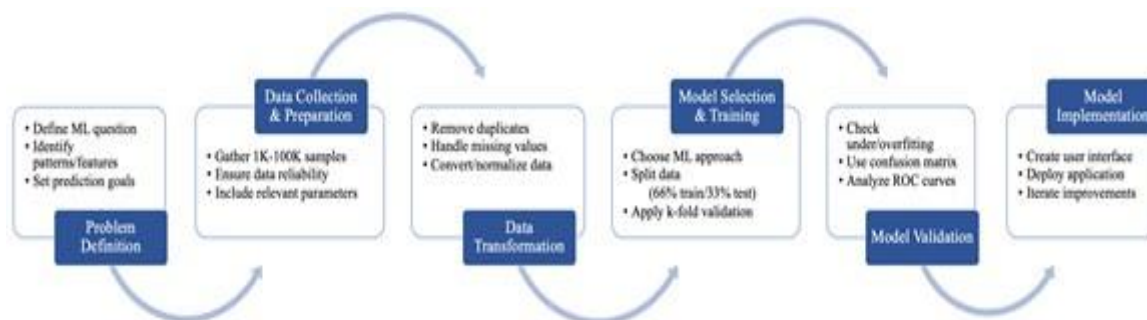 • Define ML question
• Identify
patterns/features
• Set prediction goals
Problem
Definition
Data Collection
& Preparation
• Gather 1K-100K samples
• Ensure data reliability
• Include relevant parameters
• Remove duplicates
• Handle missing values
• Convert/normalize data
Data
Transformation
Model Selection
& Training
• Choose ML approach
• Split data
(66% train/33% test)
• Apply k-fold validation
• Check
under/overfitting
• Use confusion matrix
• Analyze ROC curves
Model Validation
Model
Implementation
• Create user interface
• Deploy application
• Iterate improvements